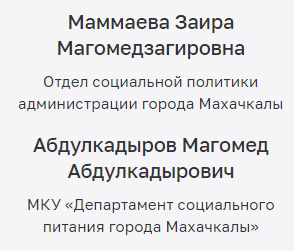 Маммаева Заира
Магомедзагировна
Отдел социальной политики
администрации города Махачкалы
Абдулкадыров Магомед
Абдулкадырович
МКУ «Департамент социального
питания города Махачкалы»